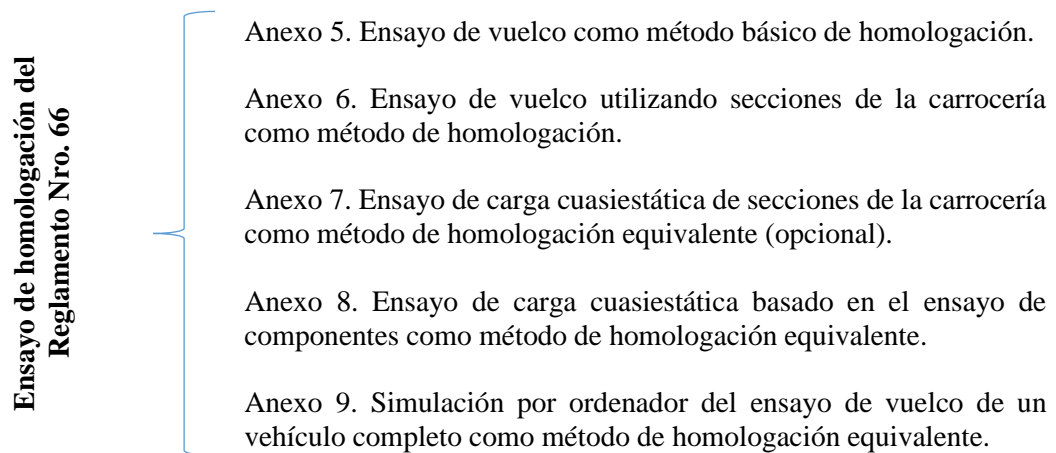 Ensayo de homologación del
Reglamento Nro. 66
Anexo 5. Ensayo de vuelco como método básico de homologación.
Anexo 6. Ensayo de vuelco utilizando secciones de la carrocería
como método de homologación.
Anexo 7. Ensayo de carga cuasiestática de secciones de la carrocería
como método de homologación equivalente (opcional).
Anexo 8. Ensayo de carga cuasiestática basado en el ensayo de
componentes como método de homologación equivalente.
Anexo 9. Simulación por ordenador del ensayo de vuelco de un
vehículo completo como método de homologación equivalente.